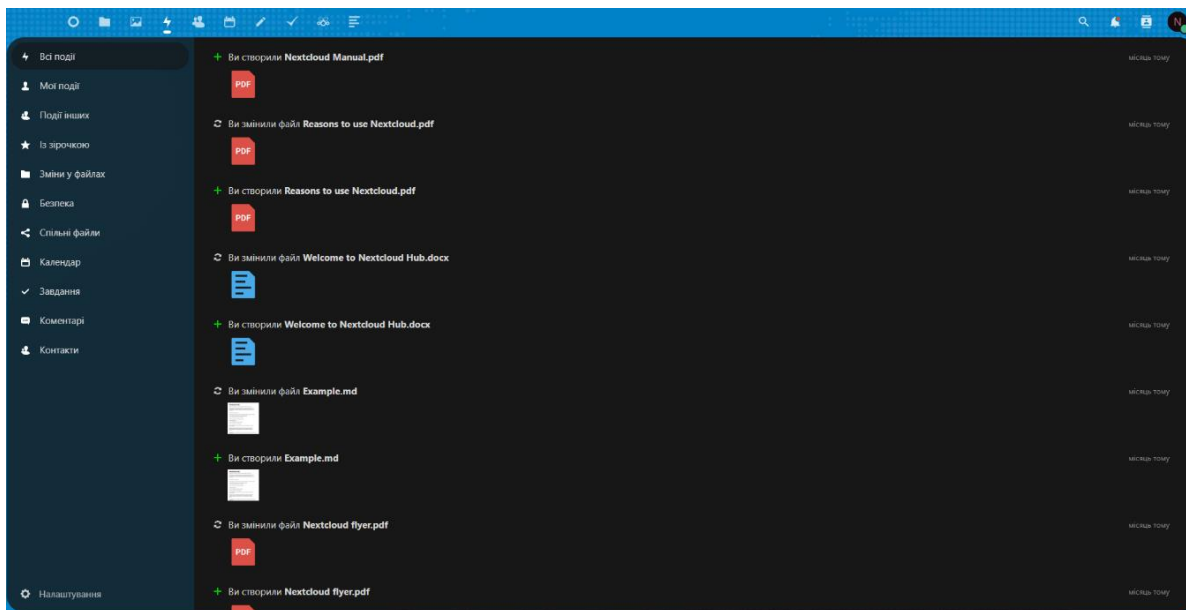 N
Всі події
Мої події
Події інших
Із зірочкою
Зміни у файлах
Безпека
Спільні файли
Календар
Завдання
Коментарі
Контакти
Налаштування
Ви створили Nextcloud Manual.pdf місяць тому
PDF
Ви змінили файл Reasons to use Nextcloud.pdf місяць тому
PDF
Ви створили Reasons to use Nextcloud.pdf місяць тому
PDF
Ви змінили файл Welcome to Nextcloud Hub.docx місяць тому
Ви створили Welcome to Nextcloud Hub.docx місяць тому
Ви змінили файл Example.md місяць тому
Ви створили Example.md місяць тому
Ви змінили файл Nextcloud flyer.pdf місяць тому
PDF
Ви створили Nextcloud flyer.pdf місяць тому